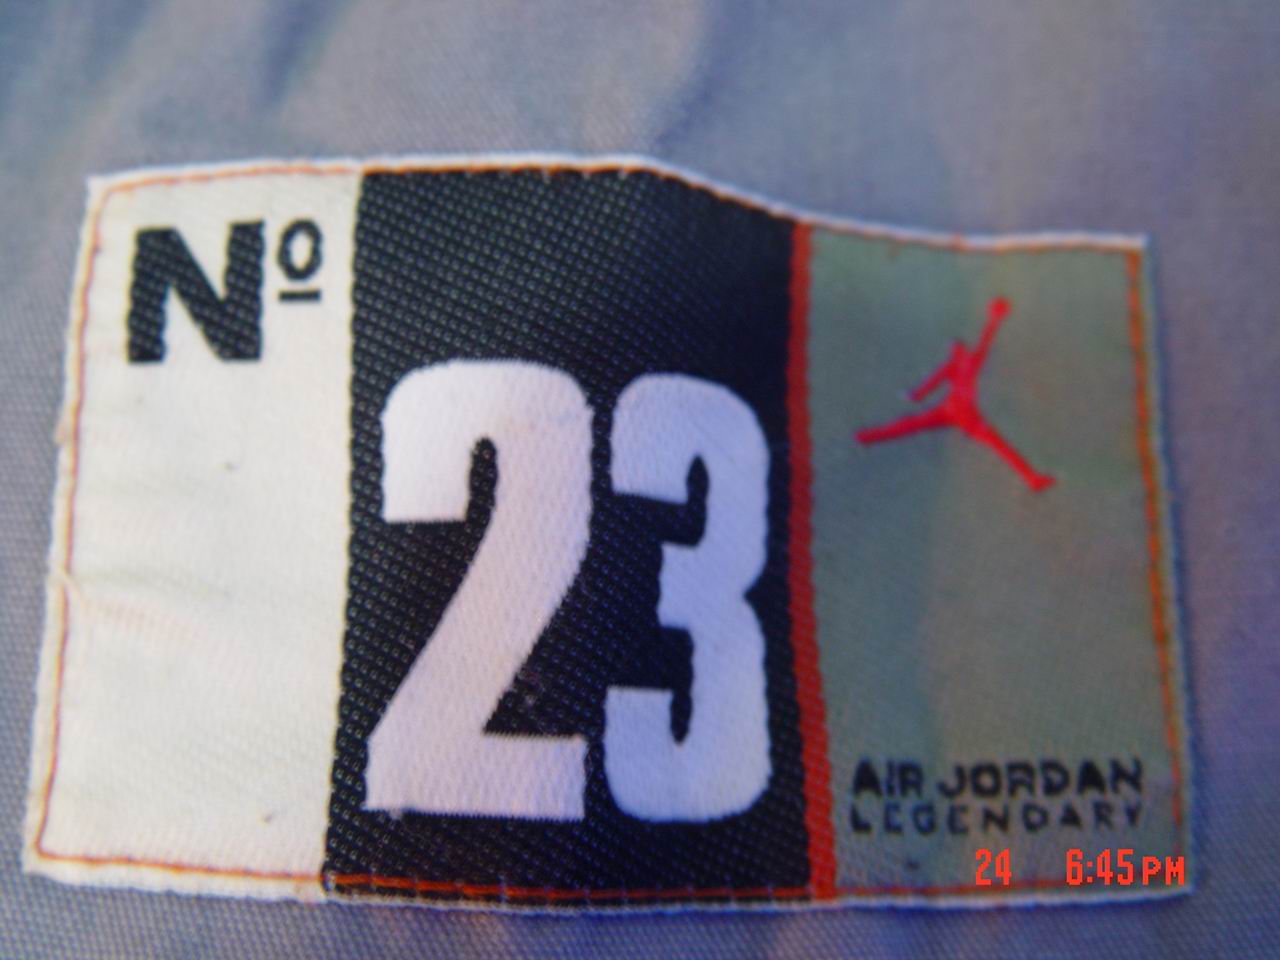 Nº
23
AIR JORDAN
LEGENDARY
24 6:45PM